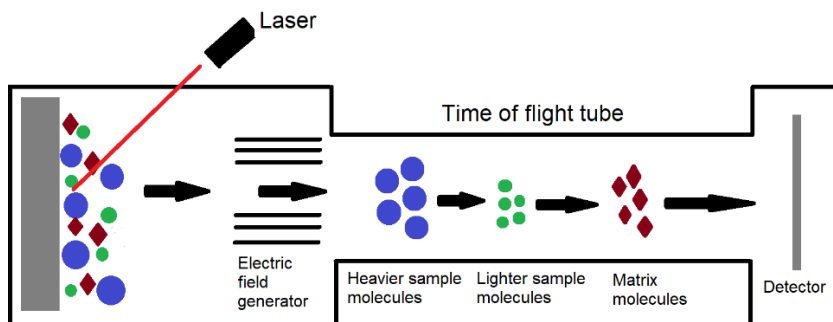 Laser
Time of flight tube
Electric
field
generator
Heavier sample
molecules
Lighter sample
molecules
Matrix
molecules
Detector